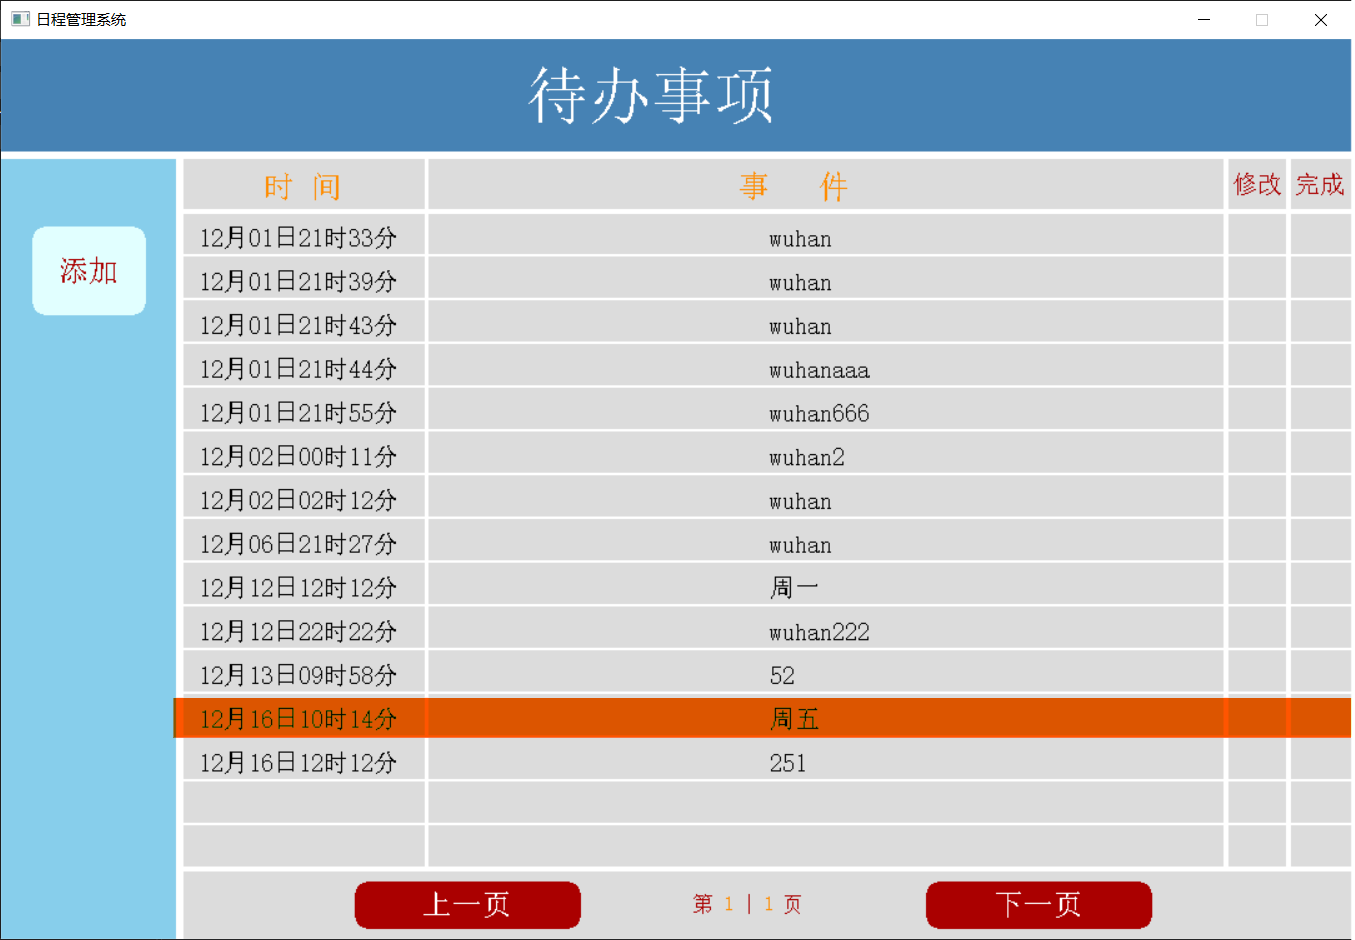 日程管理系统
待办事项
添加
时 间 事 件 修改 完成
12月01日21时33分 wuhan
12月01日21时39分 wuhan
12月01日21时43分 wuhan
12月01日21时44分 wuhanaaa
12月01日21时55分 wuhan666
12月02日00时11分 wuhan2
12月02日02时12分 wuhan
12月06日21时27分 wuhan
12月12日12时12分 周一
12月12日22时22分 wuhan222
12月13日09时58分 52
12月16日10时14分 周五
12月16日12时12分 251
上一页 第 1 | 1 页 下一页